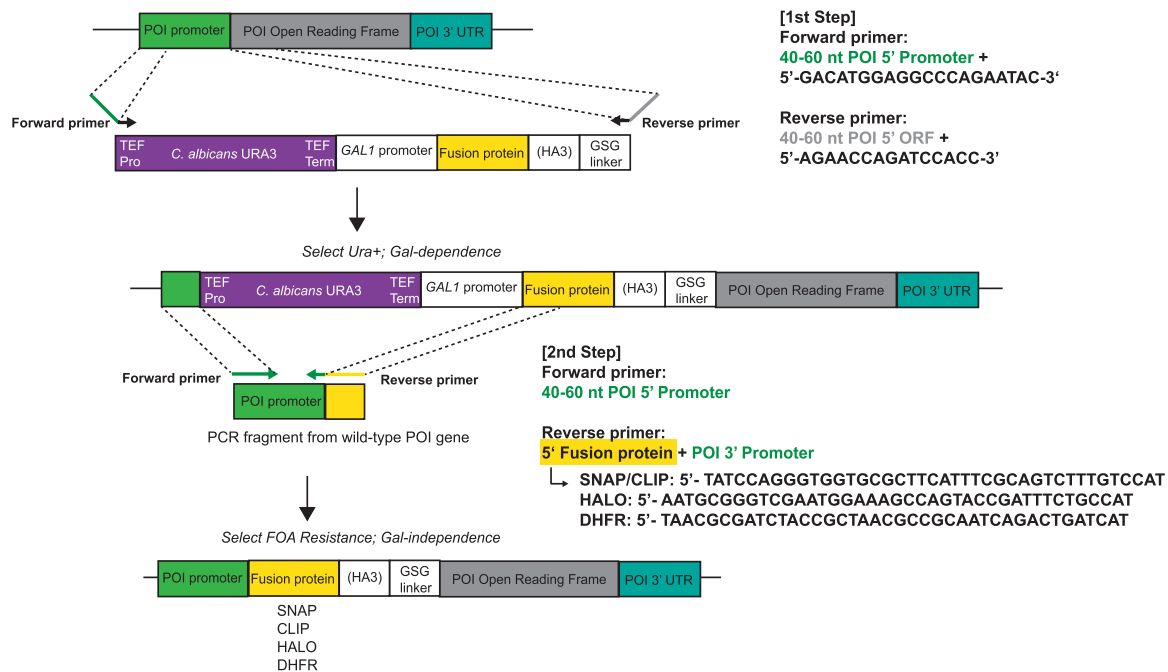 POI promoter
POI Open Reading Frame
POI 3’ UTR
[1st Step]
Forward primer:
40-60 nt POI 5’ Promoter +
5’-GACATGGAGGCCCAGAATAC-3‘
Reverse primer:
40-60 nt POI 5’ ORF +
5’-AGAACCAGATCCACC-3’
Forward primer
Reverse primer
TEF
Pro
C. albicans URA3
TEF
Term
GAL1 promoter
Fusion protein
(HA3)
GSG
linker
Select Ura+; Gal-dependence
TEF
Pro
C. albicans URA3
TEF
Term
GAL1 promoter
Fusion protein
(HA3)
GSG
linker
POI Open Reading Frame
POI 3’ UTR
Forward primer
Reverse primer
POI promoter
PCR fragment from wild-type POI gene
[2nd Step]
Forward primer:
40-60 nt POI 5’ Promoter
Reverse primer:
5‘ Fusion protein + POI 3’ Promoter
SNAP/CLIP: 5’- TATCCAGGGTGGTGCGCTTCATTTCGCAGTCTTTGTCCAT
HALO: 5’- AATGCGGGTCGAATGGAAAGCCAGTACCGATTTCTGCCAT
DHFR: 5’- TAACGCGATCTACCGCTAACGCCGCAATCAGACTGATCAT
Select FOA Resistance; Gal-independence
POI promoter
Fusion protein
(HA3)
GSG
linker
POI Open Reading Frame
POI 3’ UTR
SNAP
CLIP
HALO
DHFR